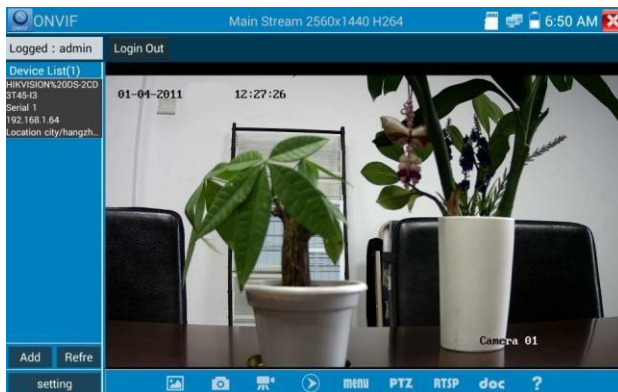 ONVIF
Main Stream 2560x1440 H264
6:50 AM
Logged : admin
Login Out
Device List(1)
HIKVISION%20DS-2CD
3T45-I3
Serial 1
192.168.1.64
Location city/hangzh...
01-04-2011 12:27:26
Camera 01
Add Refre
setting
menu PTZ RTSP doc ?